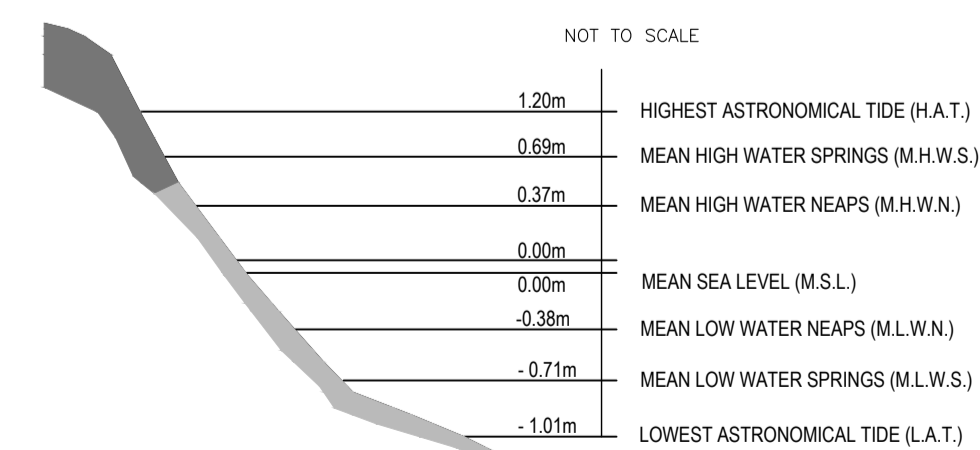 NOT TO SCALE
1.20m HIGHEST ASTRONOMICAL TIDE (H.A.T.)
0.69m MEAN HIGH WATER SPRINGS (M.H.W.S.)
0.37m MEAN HIGH WATER NEAPS (M.H.W.N.)
0.00m
0.00m MEAN SEA LEVEL (M.S.L.)
-0.38m MEAN LOW WATER NEAPS (M.L.W.N.)
- 0.71m MEAN LOW WATER SPRINGS (M.L.W.S.)
- 1.01m LOWEST ASTRONOMICAL TIDE (L.A.T.)